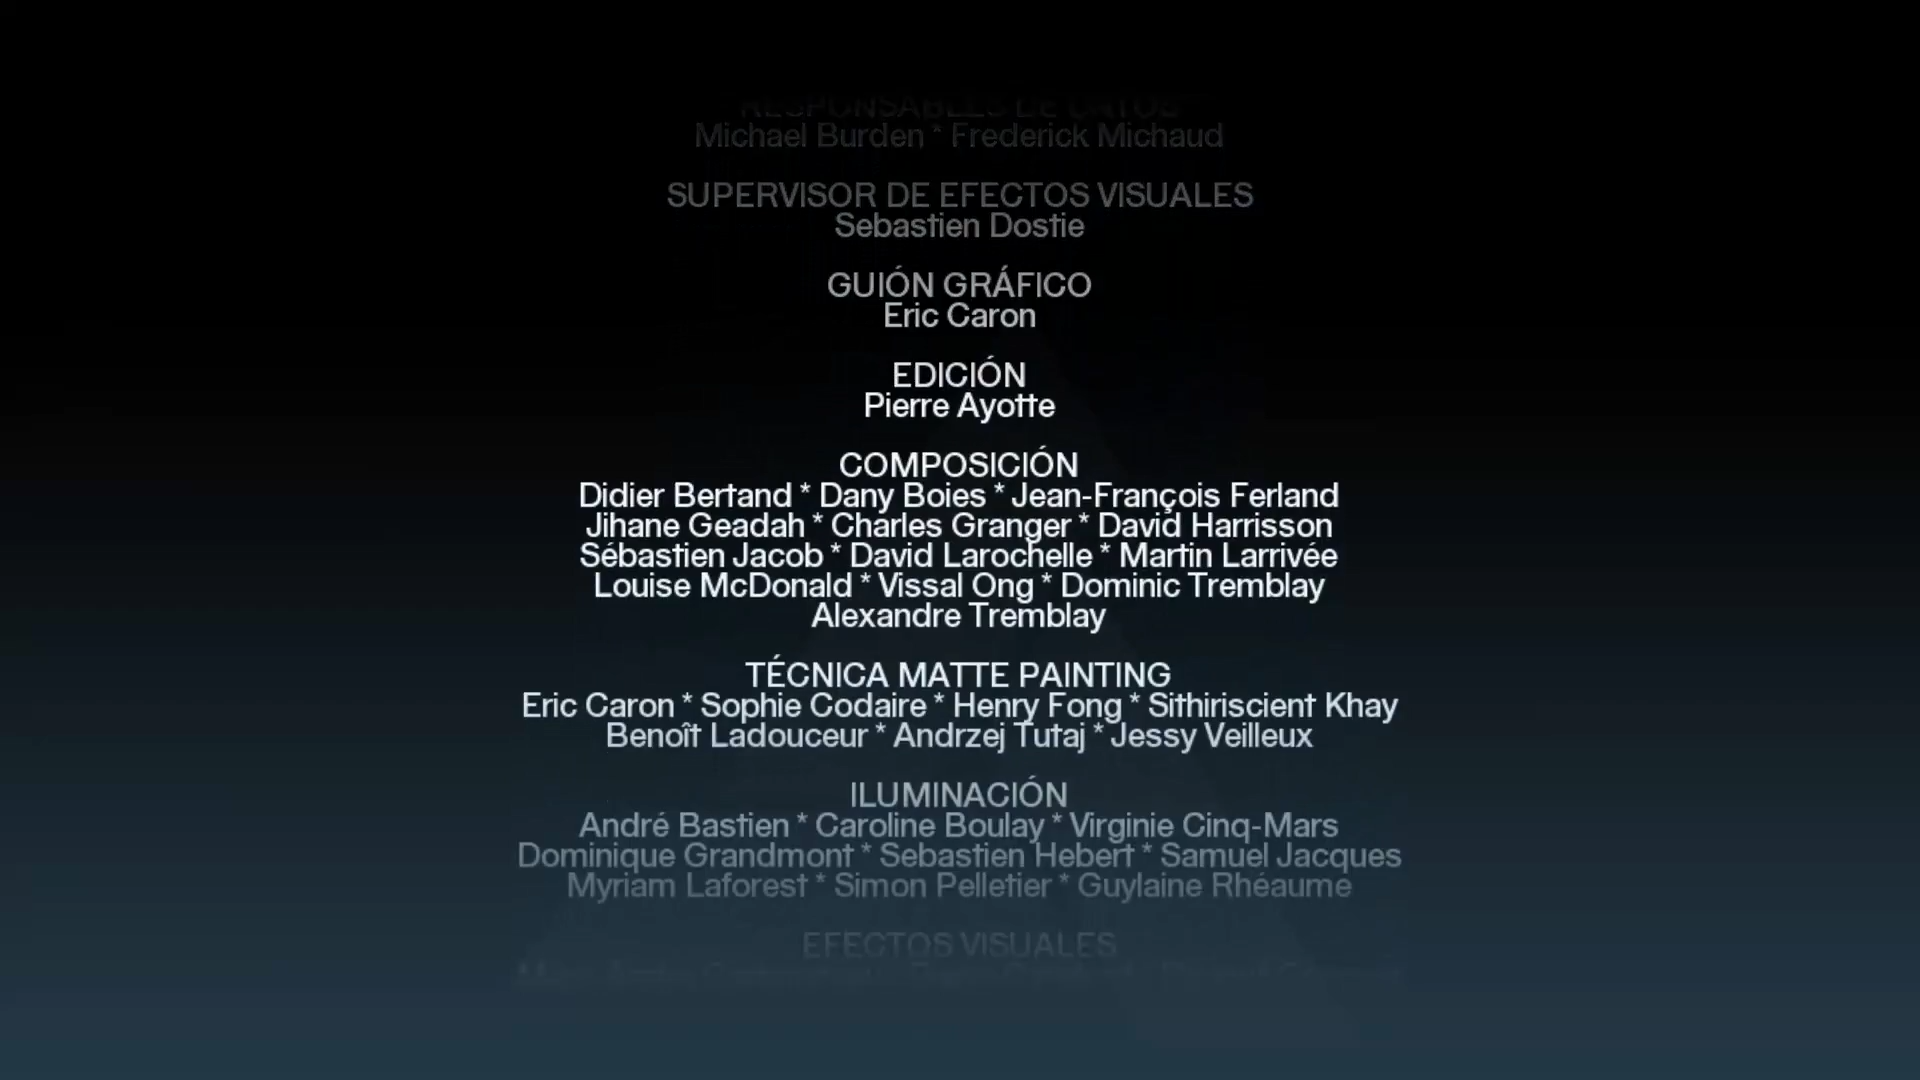 RESPONSABLES DE DATOS
Michael Burden * Frederick Michaud
SUPERVISOR DE EFECTOS VISUALES
Sebastien Dostie
GUIÓN GRÁFICO
Eric Caron
EDICIÓN
Pierre Ayotte
COMPOSICIÓN
Didier Bertand * Dany Boies * Jean-François Ferland
Jihane Geadah * Charles Granger * David Harrisson
Sébastien Jacob * David Larochelle * Martin Larrivée
Louise McDonald * Vissal Ong * Dominic Tremblay
Alexandre Tremblay
TÉCNICA MATTE PAINTING
Eric Caron * Sophie Codaire * Henry Fong * Sithiriscient Khay
Benoît Ladouceur * Andrzej Tutaj * Jessy Veilleux
ILUMINACIÓN
André Bastien * Caroline Boulay * Virginie Cinq-Mars
Dominique Grandmont * Sebastien Hebert * Samuel Jacques
Myriam Laforest * Simon Pelletier * Guylaine Rhéaume
EFECTOS VISUALES